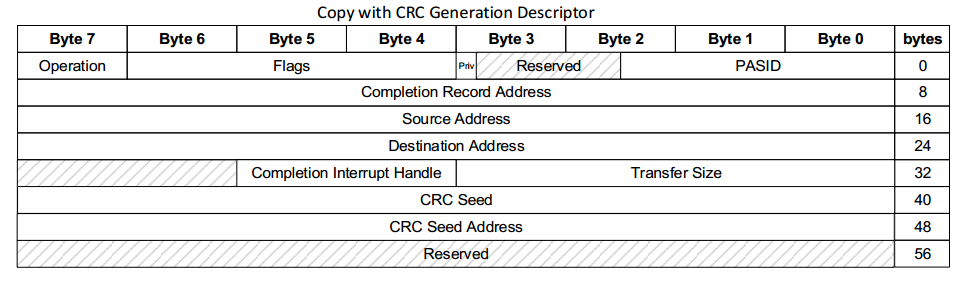 Copy with CRC Generation Descriptor
Byte 7 Byte 6 Byte 5 Byte 4 Byte 3 Byte 2 Byte 1 Byte 0 bytes
Operation Flags Priv Reserved PASID 0
Completion Record Address 8
Source Address 16
Destination Address 24
Completion Interrupt Handle Transfer Size 32
CRC Seed 40
CRC Seed Address 48
Reserved 56